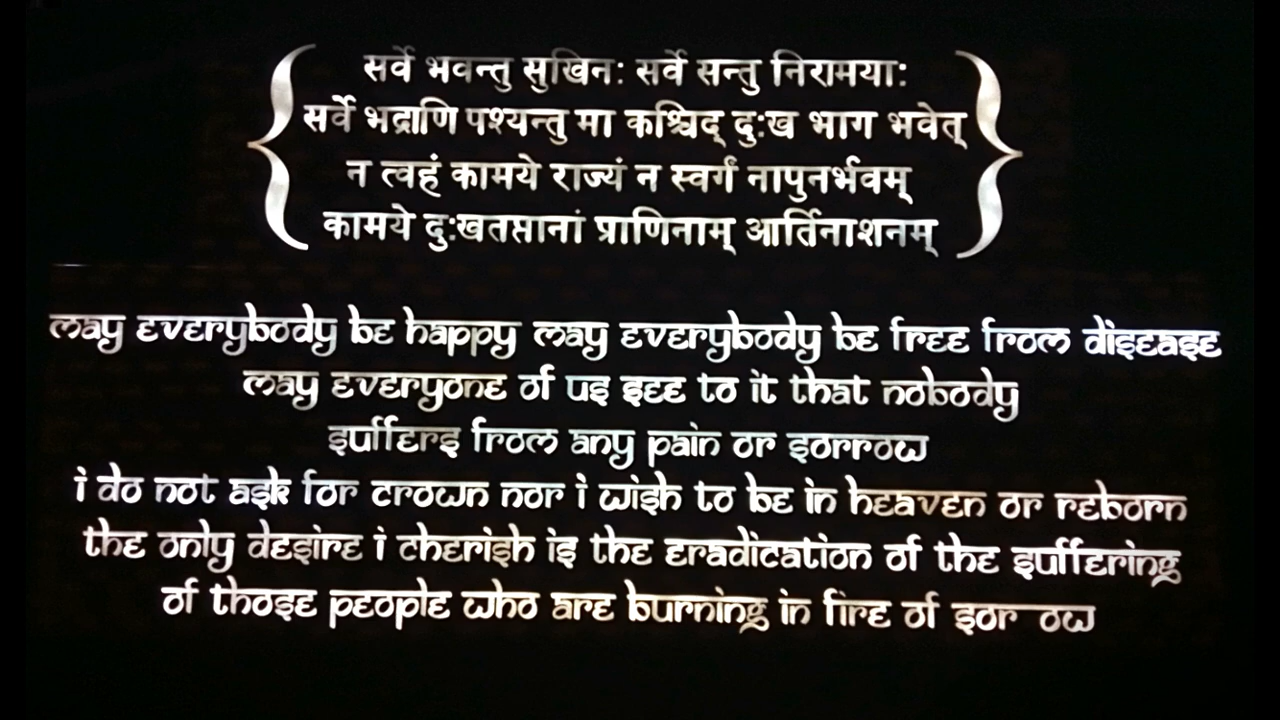 सर्वे भवन्तु सुखिन: सर्वे सन्तु निरामया:
सर्वे भद्राणि पश्यन्तु मा कश्चिद् दु:ख भाग भवेत्
न त्वहं कामये राज्यं न स्वर्गं नापुनर्भवम्
कामये दु:खतप्तानां प्राणिनाम् आर्तिनाशनम्
may everybody be happy may everybody be free from disease
may everyone of us see to it that nobody
suffers from any pain or sorrow
i do not ask for crown nor i wish to be in heaven or reborn
the only desire i cherish is the eradication of the suffering
of those people who are burning in fire of sor ow